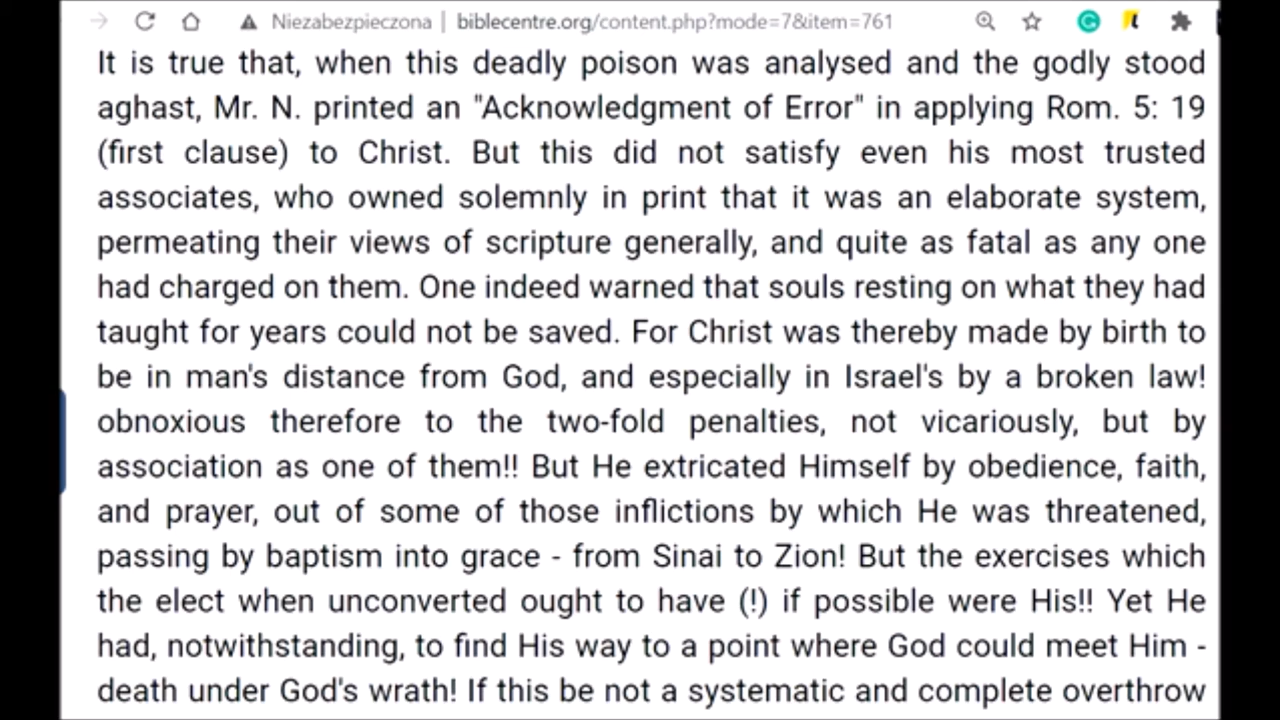 Niezabezpieczona | biblecentre.org/content.php?mode=7&item=761
It is true that, when this deadly poison was analysed and the godly stood
aghast, Mr. N. printed an "Acknowledgment of Error" in applying Rom. 5: 19
(first clause) to Christ. But this did not satisfy even his most trusted
associates, who owned solemnly in print that it was an elaborate system,
permeating their views of scripture generally, and quite as fatal as any one
had charged on them. One indeed warned that souls resting on what they had
taught for years could not be saved. For Christ was thereby made by birth to
be in man's distance from God, and especially in Israel's by a broken law!
obnoxious therefore to the two-fold penalties, not vicariously, but by
association as one of them!! But He extricated Himself by obedience, faith,
and prayer, out of some of those inflictions by which He was threatened,
passing by baptism into grace - from Sinai to Zion! But the exercises which
the elect when unconverted ought to have (!) if possible were His!! Yet He
had, notwithstanding, to find His way to a point where God could meet Him -
death under God's wrath! If this be not a systematic and complete overthrow